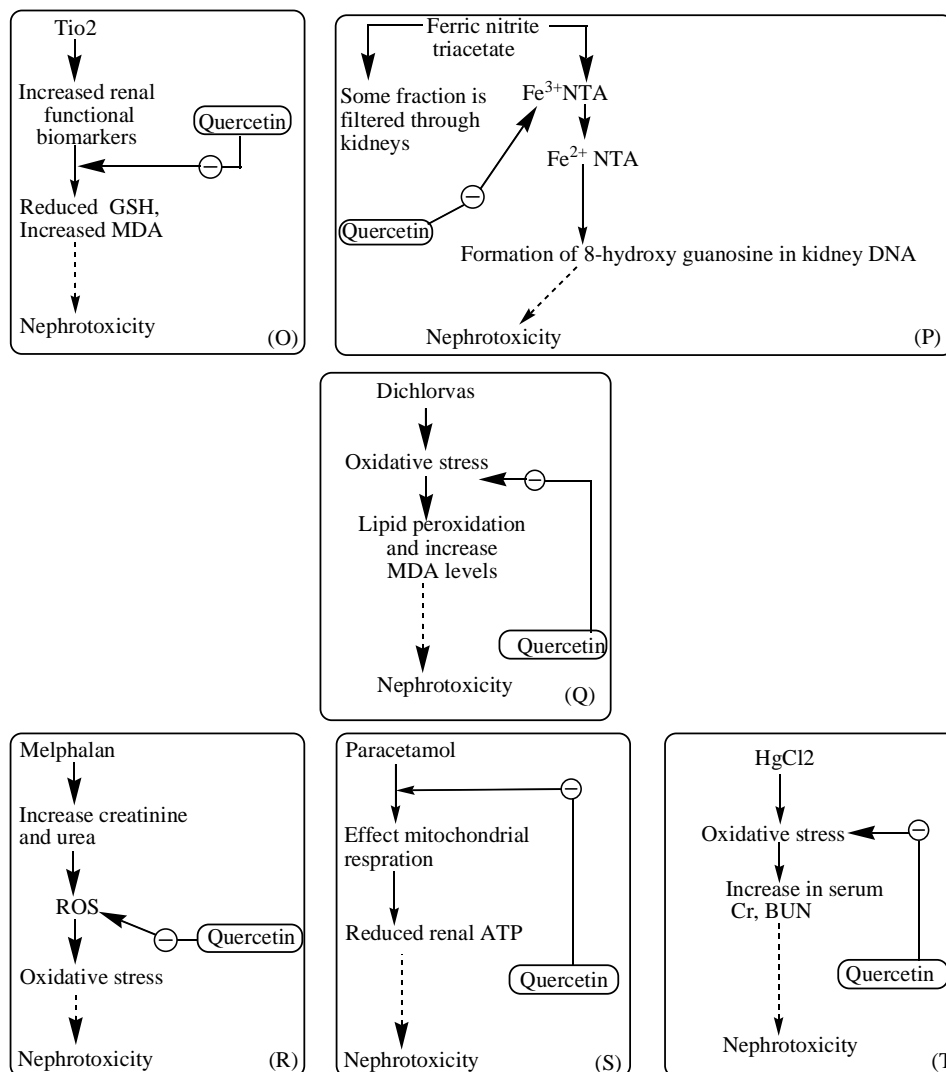 Tio2
Increased renal
functional
biomarkers
Quercetin
−
Reduced GSH,
Increased MDA
Nephrotoxicity
(O)
Ferric nitrite
triacetate
Some fraction is
filtered through
kidneys
Fe3+NTA
Fe2+ NTA
−
Quercetin
Formation of 8-hydroxy guanosine in kidney DNA
Nephrotoxicity
(P)
Dichlorvas
Oxidative stress
−
Lipid peroxidation
and increase
MDA levels
Quercetin
Nephrotoxicity
(Q)
Melphalan
Increase creatinine
and urea
ROS
−
Quercetin
Oxidative stress
Nephrotoxicity
(R)
Paracetamol
−
Effect mitochondrial
respration
Reduced renal ATP
Quercetin
Nephrotoxicity
(S)
HgCl2
Oxidative stress
−
Increase in serum
Cr, BUN
Quercetin
Nephrotoxicity
(T